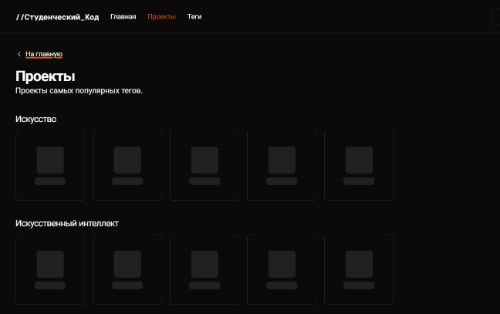 //Студенческий_Код Главная Проекты Теги
На главную
Проекты
Проекты самых популярных тегов.
Искусство
Искусственный интеллект